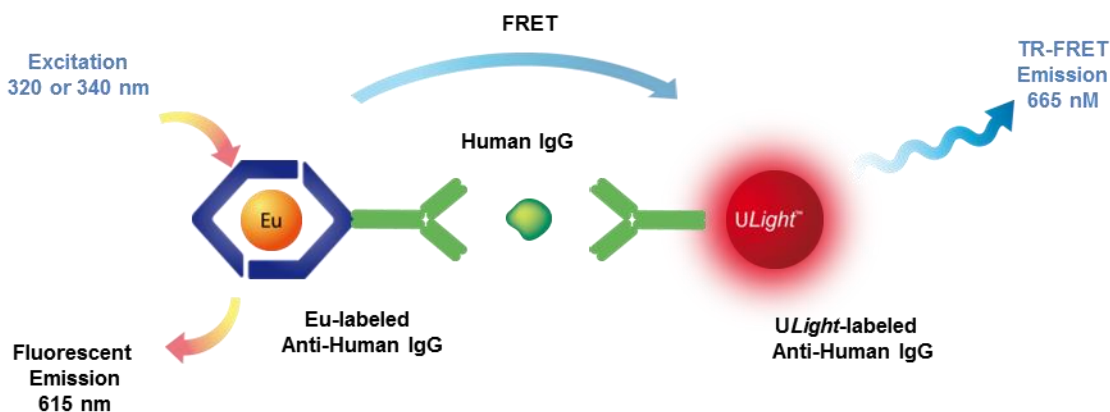 FRET
Excitation
320 or 340 nm
TR-FRET
Emission
665 nM
Human IgG
Eu
ULight™
Eu-labeled
Anti-Human IgG
ULight-labeled
Anti-Human IgG
Fluorescent
Emission
615 nm